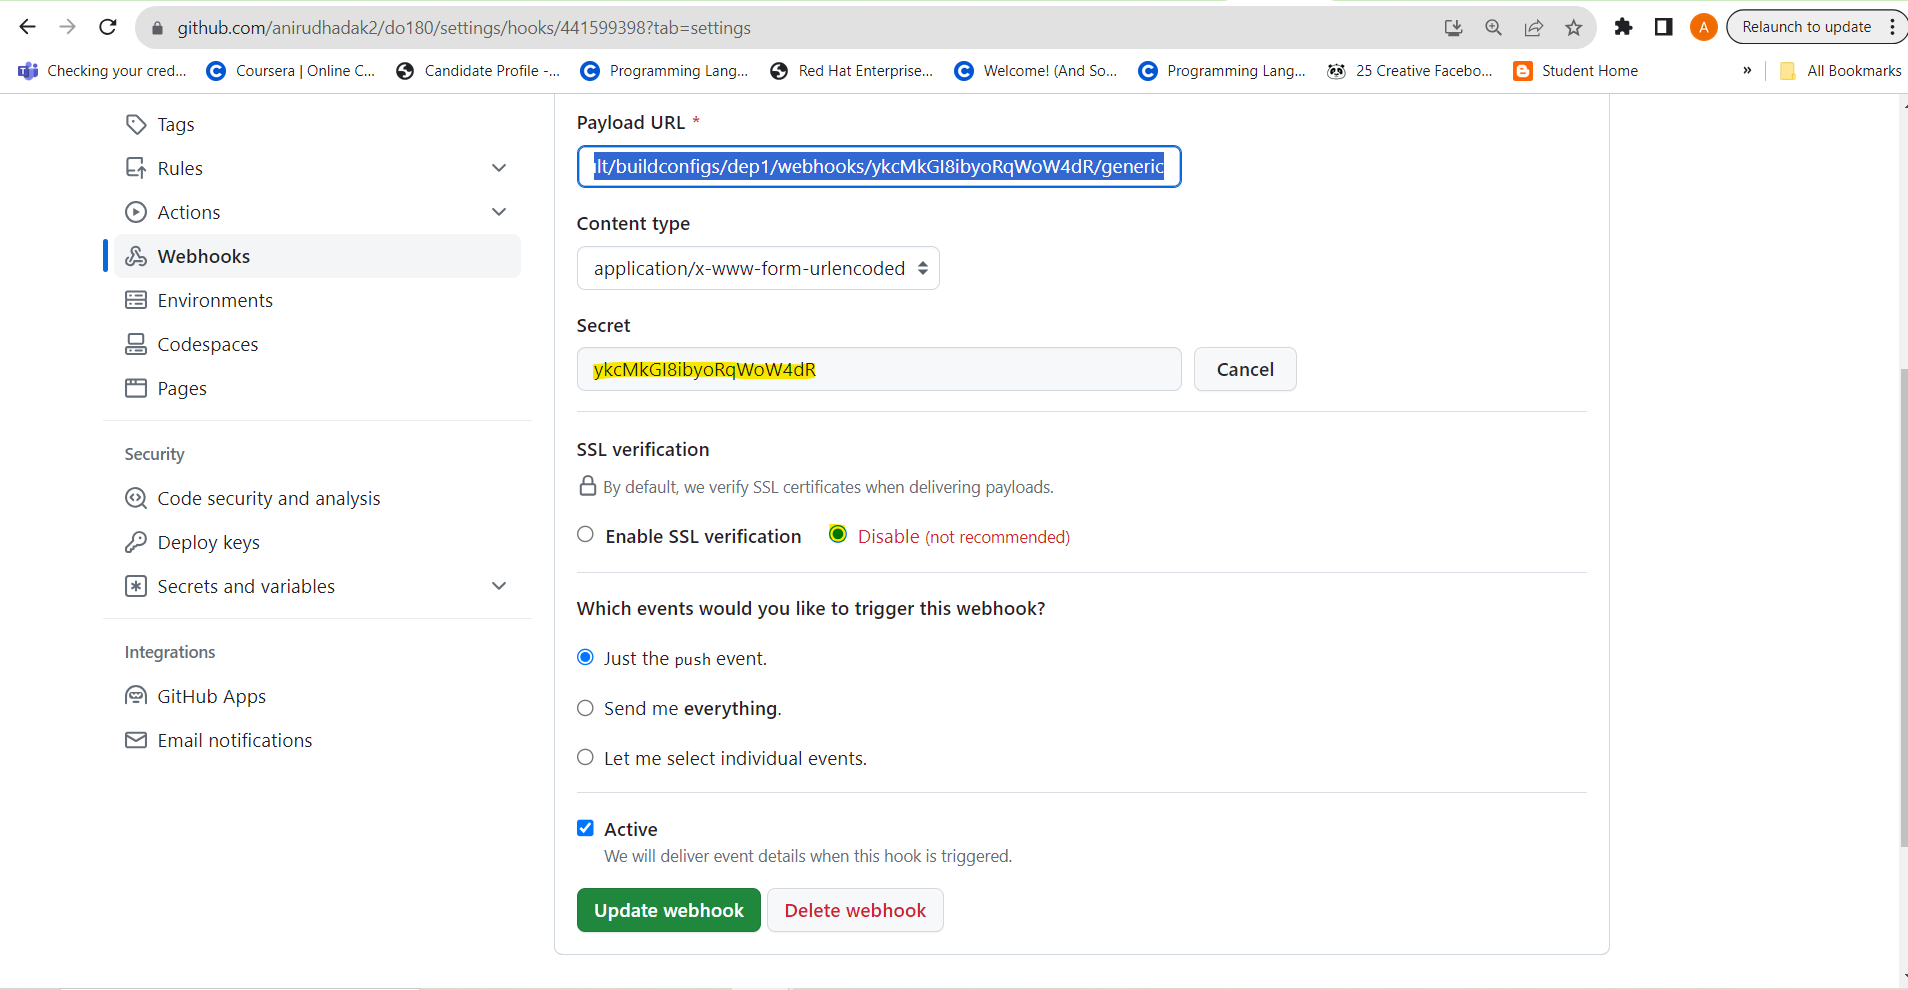 github.com/anirudhadak2/do180/settings/hooks/441599398?tab=settings
A
Relaunch to update
Checking your cred...
Coursera | Online C...
Candidate Profile -...
Programming Lang...
Red Hat Enterprise...
Welcome! (And So...
Programming Lang...
25 Creative Facebo...
Student Home
»
All Bookmarks
Tags
Rules
Actions
Webhooks
Environments
Codespaces
Pages
Security
Code security and analysis
Deploy keys
Secrets and variables
Integrations
GitHub Apps
Email notifications
Payload URL *
ılt/buildconfigs/dep1/webhooks/ykcMkGI8ibyoRqWoW4dR/generic
Content type
application/x-www-form-urlencoded
Secret
ykcMkGI8ibyoRqWoW4dR
Cancel
SSL verification
By default, we verify SSL certificates when delivering payloads.
Enable SSL verification
Disable (not recommended)
Which events would you like to trigger this webhook?
Just the push event.
Send me everything.
Let me select individual events.
Active
We will deliver event details when this hook is triggered.
Update webhook
Delete webhook